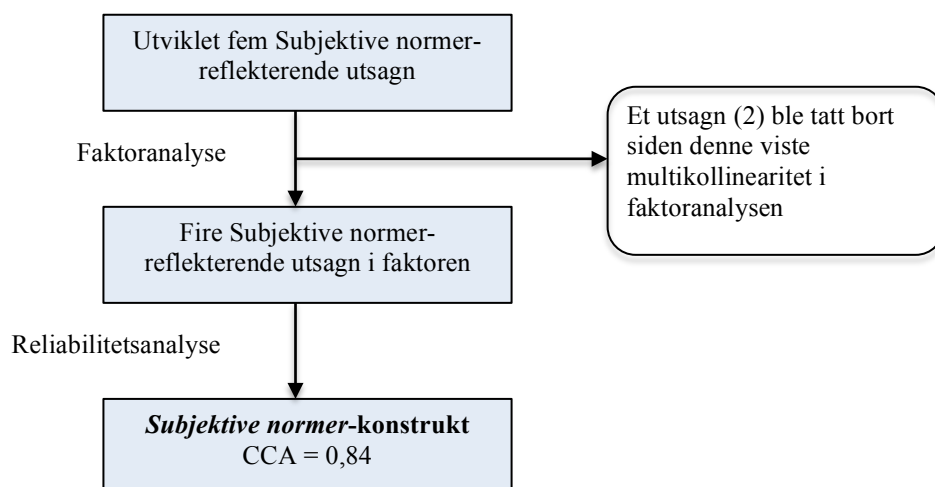 Utviklet fem Subjektive normer-
reflekterende utsagn
Faktoranalyse
Et utsagn (2) ble tatt bort
siden denne viste
multikollinearitet i
faktoranalysen
Fire Subjektive normer-
reflekterende utsagn i faktoren
Reliabilitetsanalyse
Subjektive normer-konstrukt
CCA = 0,84